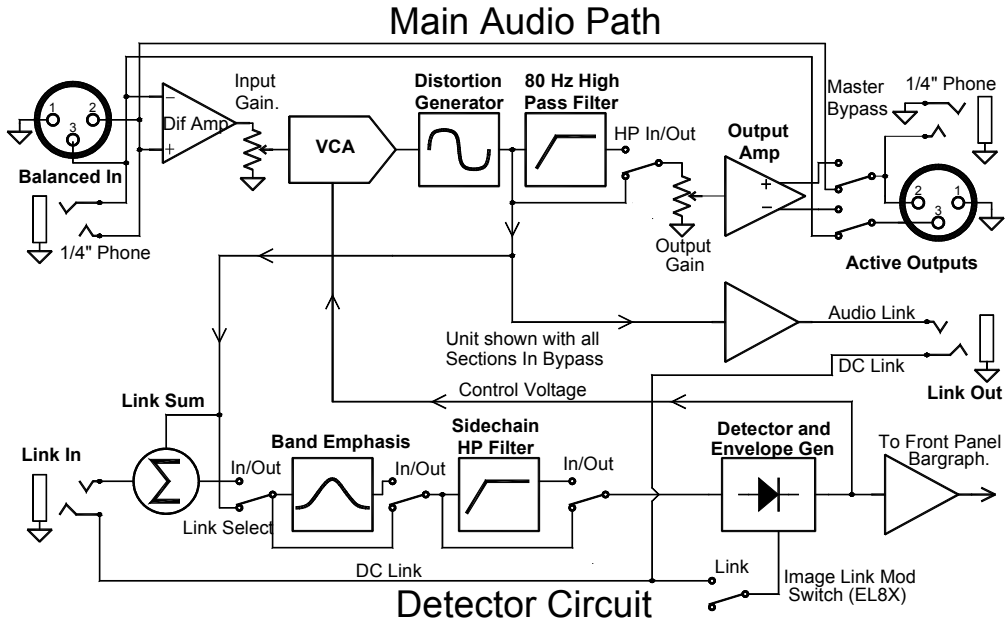 Main Audio Path
Distortion
Generator
80 Hz High
Pass Filter
Input
Gain.
Dif Amp
−
+
1
2
3
Balanced In
1/4" Phone
VCA
HP In/Out
Output
Amp
+
−
Output
Gain
Master
Bypass
1/4" Phone
2
1
3
Active Outputs
Unit shown with all
Sections In Bypass
Audio Link
DC Link
Link Out
Control Voltage
Link Sum
Link In
Σ
In/Out
Link Select
Band Emphasis
In/Out
Sidechain
HP Filter
In/Out
Detector and
Envelope Gen
To Front Panel
Bargraph.
DC Link
Link
Image Link Mod
Switch (EL8X)
Detector Circuit